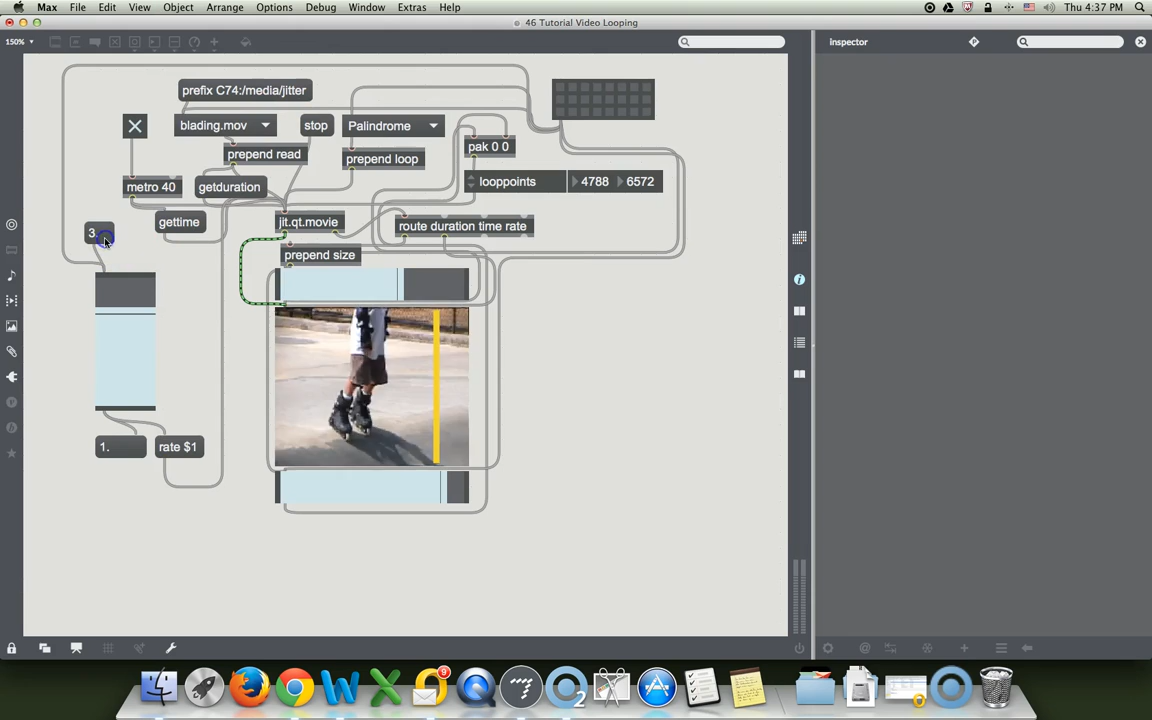 Max File Edit View Object Arrange Options Debug Window Extras Help
Thu 4:37 PM
46 Tutorial Video Looping
150%
inspector
prefix C74:/media/jitter
blading.mov
stop
Palindrome
prepend read
prepend loop
pak 0 0
metro 40
getduration
looppoints
4788
6572
gettime
jit.qt.movie
route duration time rate
3.
prepend size
1.
rate $1
9
2